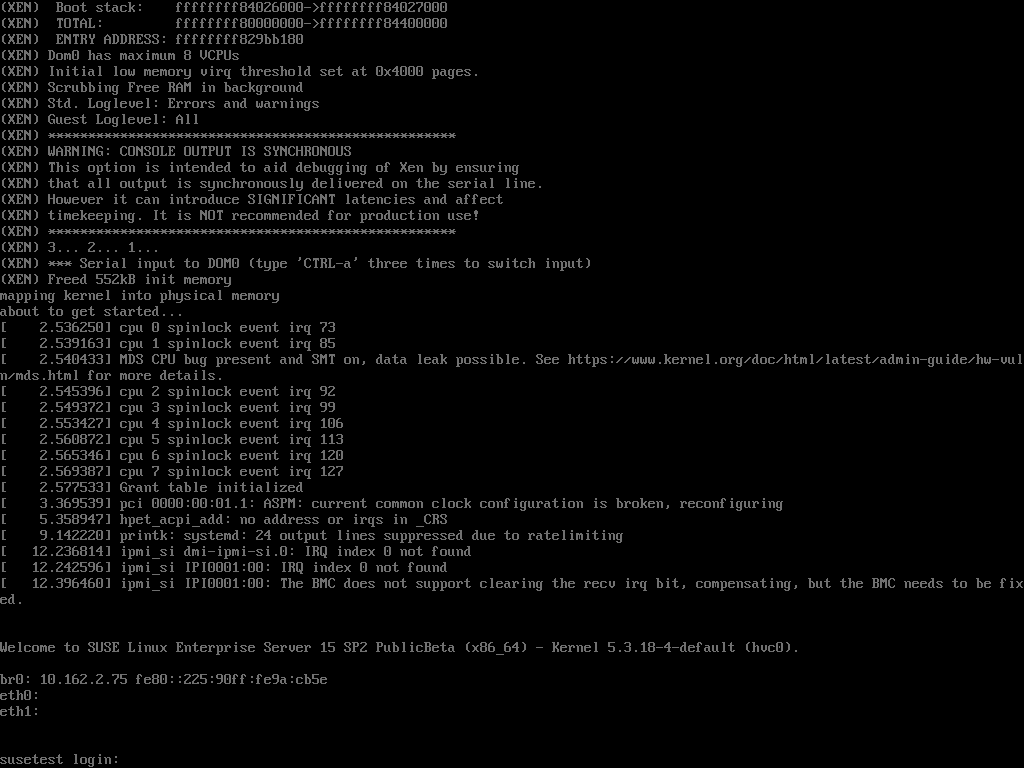 (XEN)  Boot stack:    ffffffff84026000->ffffffff84027000
(XEN)  TOTAL:         ffffffff80000000->ffffffff84400000
(XEN)  ENTRY ADDRESS: ffffffff829bb180
(XEN) Dom0 has maximum 8 VCPUs
(XEN) Initial low memory virq threshold set at 0x4000 pages.
(XEN) Scrubbing Free RAM in background
(XEN) Std. Loglevel: Errors and warnings
(XEN) Guest Loglevel: All
(XEN) ***************************************************
(XEN) WARNING: CONSOLE OUTPUT IS SYNCHRONOUS
(XEN) This option is intended to aid debugging of Xen by ensuring
(XEN) that all output is synchronously delivered on the serial line.
(XEN) However it can introduce SIGNIFICANT latencies and affect
(XEN) timekeeping. It is NOT recommended for production use!
(XEN) ***************************************************
(XEN) 3... 2... 1...
(XEN) *** Serial input to DOM0 (type 'CTRL-a' three times to switch input)
(XEN) Freed 552kB init memory
mapping kernel into physical memory
about to get started...
[    2.536250] cpu 0 spinlock event irq 73
[    2.539163] cpu 1 spinlock event irq 85
[    2.540433] MDS CPU bug present and SMT on, data leak possible. See https://www.kernel.org/doc/html/latest/admin-guide/hw-vul
n/mds.html for more details.
[    2.545396] cpu 2 spinlock event irq 92
[    2.549372] cpu 3 spinlock event irq 99
[    2.553427] cpu 4 spinlock event irq 106
[    2.560872] cpu 5 spinlock event irq 113
[    2.565346] cpu 6 spinlock event irq 120
[    2.569387] cpu 7 spinlock event irq 127
[    2.577533] Grant table initialized
[    3.369539] pci 0000:00:01.1: ASPM: current common clock configuration is broken, reconfiguring
[    5.358947] hpet_acpi_add: no address or irqs in _CRS
[    9.142220] printk: systemd: 24 output lines suppressed due to ratelimiting
[   12.236814] ipmi_si dmi-ipmi-si.0: IRQ index 0 not found
[   12.242596] ipmi_si IPI0001:00: IRQ index 0 not found
[   12.396460] ipmi_si IPI0001:00: The BMC does not support clearing the recv irq bit, compensating, but the BMC needs to be fix
ed.
Welcome to SUSE Linux Enterprise Server 15 SP2 PublicBeta (x86_64) - Kernel 5.3.18-4-default (hvc0).
br0: 10.162.2.75 fe80::225:90ff:fe9a:cb5e
eth0:
eth1:
susetest login: